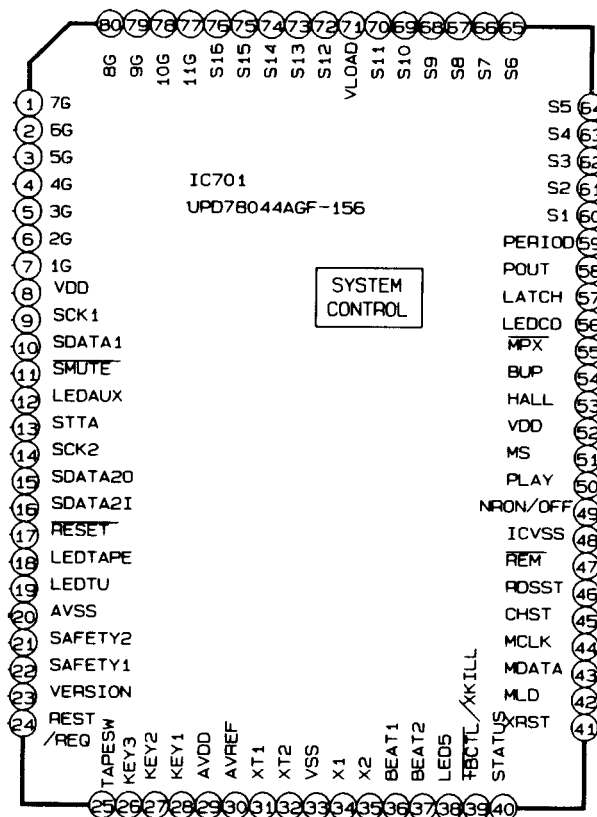 80 79 78 77 76 75 74 73 72 71 70 69 68 67 66 65
8G 9G 10G 11G S16 S15 S14 S13 S12 VLOAD S11 S10 S9 S8 S7 S6
1 7G
2 6G
3 5G
4 4G
5 3G
6 2G
7 1G
8 VDD
9 SCK1
10 SDATA1
11 SMUTE
12 LEDAUX
13 STTA
14 SCK2
15 SDATA2O
16 SDATA2I
17 RESET
18 LEDTAPE
19 LEDTU
20 AVSS
21 SAFETY2
22 SAFETY1
23 VERSION
24 REST
/REQ
IC701
UPD78044AGF-156
SYSTEM
CONTROL
S5 64
S4 63
S3 62
S2 61
S1 60
PERIOD 59
POUT 58
LATCH 57
LEDCD 56
MPX 55
BUP 54
HALL 53
VDD 52
MS 51
PLAY 50
NRON/OFF 49
ICVSS 48
REM 47
RDSST 46
CHST 45
MCLK 44
MDATA 43
MLD 42
XRST 41
TAPESW KEY3 KEY2 KEY1 AVDD AVREF XT1 XT2 VSS X1 X2 BEAT1 BEAT2 LED5 TBCTL/XKILL STATUS
25 26 27 28 29 30 31 32 33 34 35 36 37 38 39 40